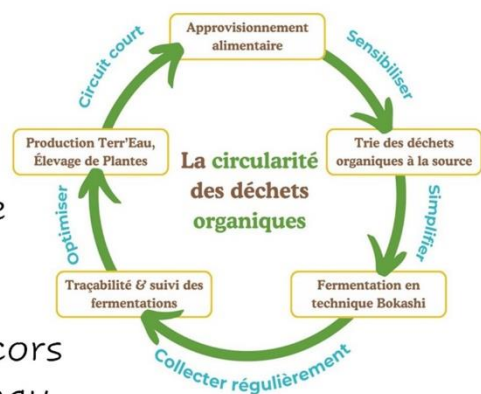 Approvisionnement
alimentaire
Sensibiliser
Trie des déchets
organiques à la source
Simplifier
Fermentation en
technique Bokashi
Collecter régulièrement
Traçabilité & suivi des
fermentations
Optimiser
Production Terr'Eau,
Élevage de Plantes
Circuit court
La circularité
des déchets
organiques